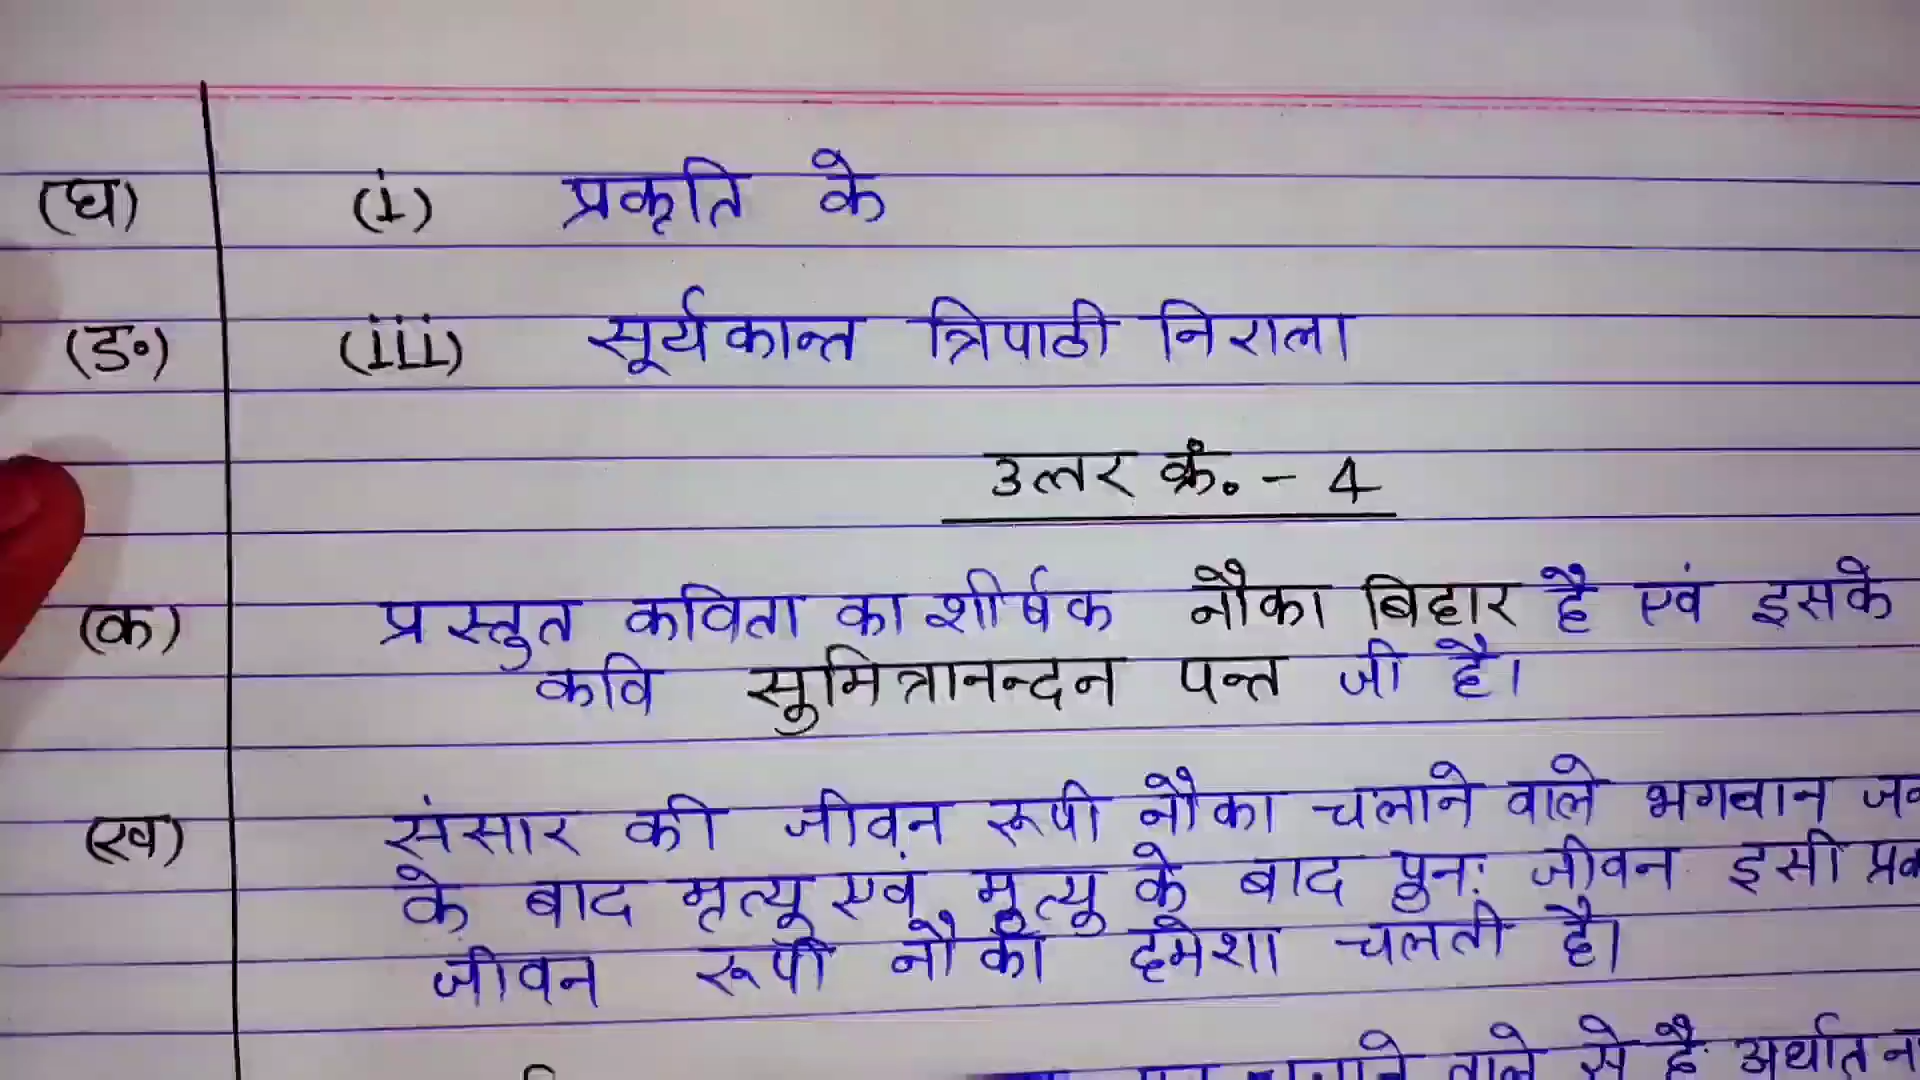 (घ) (i) प्रकृति के
(ङ) (iii) सूर्यकान्त त्रिपाठी निराला
उत्तर क्रं. - 4
(क) प्रस्तुत कविता का शीर्षक नौका बिहार है एवं इसके
कवि सुमित्रानन्दन पन्त जी है।
(ख) संसार की जीवन रूपी नौका चलाने वाले भगवान
के बाद मृत्यू एवं मृत्यु के बाद पुनः जीवन इसी
जीवन रूपी नौका हमेशा चलती है।
वाले से है अर्थात